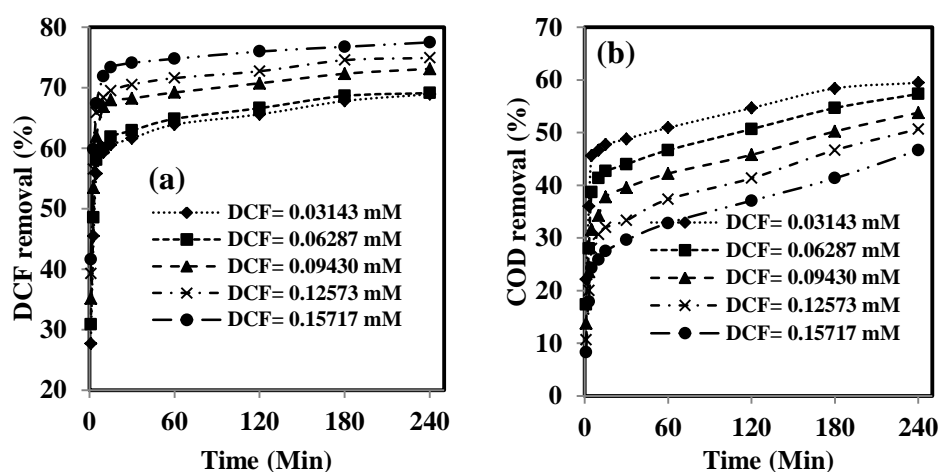 80
70
60
50
40
30
20
DCF removal (%)
(a)
DCF= 0.03143 mM
DCF= 0.06287 mM
DCF= 0.09430 mM
DCF= 0.12573 mM
DCF= 0.15717 mM
0 60 120 180 240
Time (Min)
70
60
50
40
30
20
10
0
COD removal (%)
(b)
DCF= 0.03143 mM
DCF= 0.06287 mM
DCF= 0.09430 mM
DCF= 0.12573 mM
DCF= 0.15717 mM
0 60 120 180 240
Time (Min)